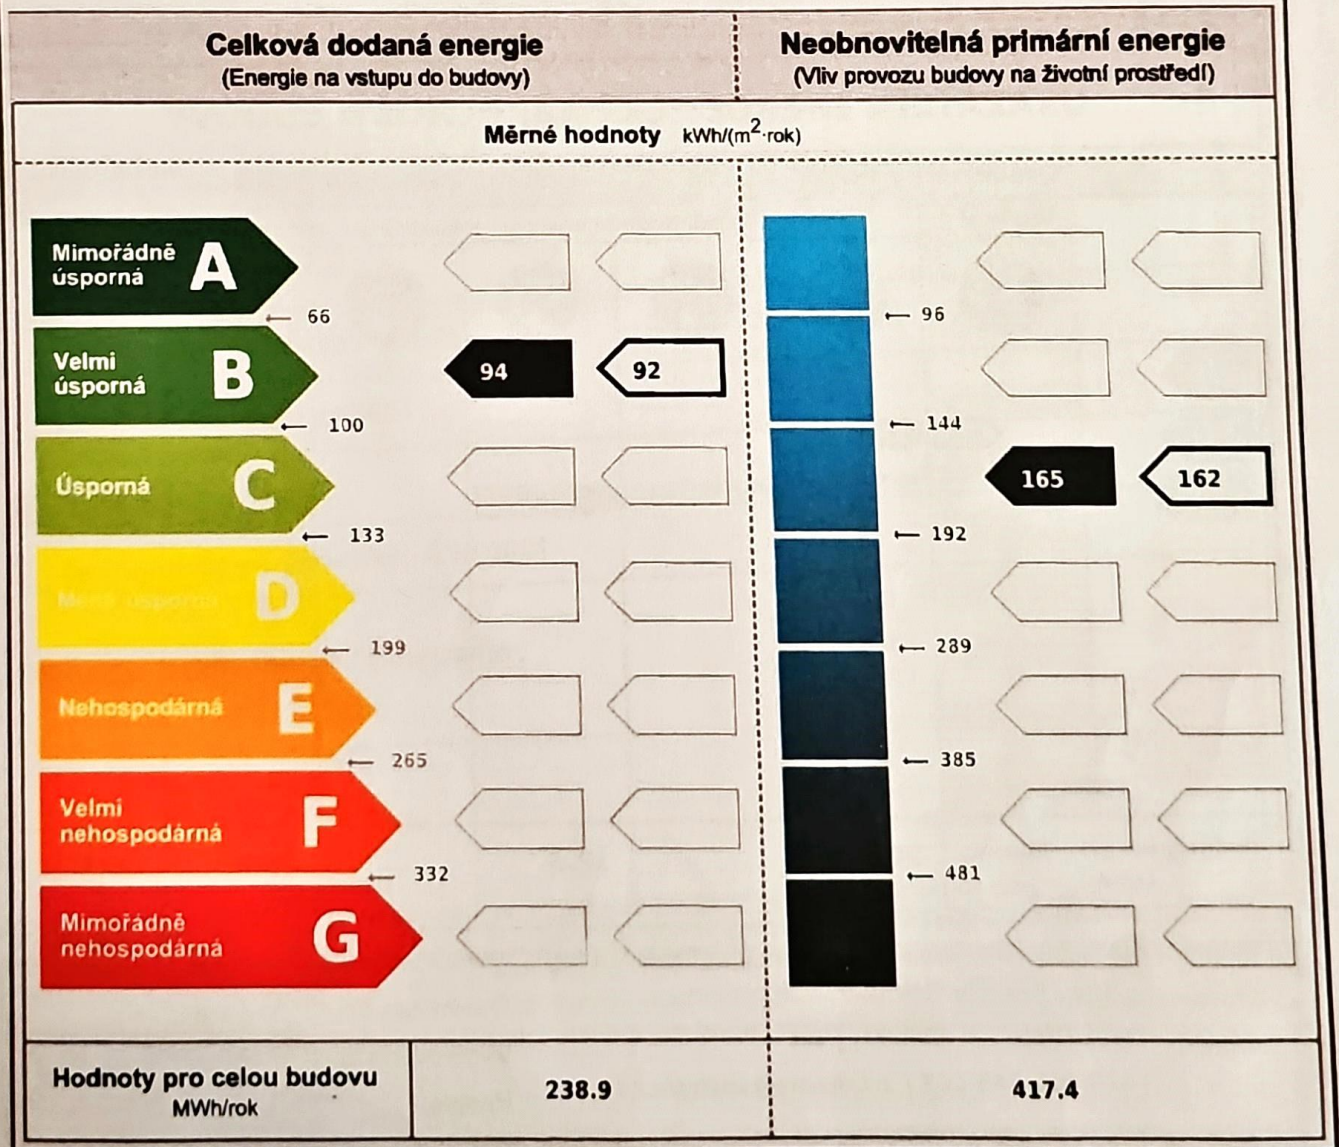 Celková dodaná energie
(Energie na vstupu do budovy)
Neobnovitelná primární energie
(Vliv provozu budovy na životní prostředí)
Měrné hodnoty kWh/(m²·rok)
Mimořádně
úsporná
A
66
96
Velmi
úsporná
B
94
92
100
144
Úsporná
C
165
162
133
192
úsporná
D
199
289
Nehospodárná
E
265
385
Velmi
nehospodárná
F
332
481
Mimořádně
nehospodárná
G
Hodnoty pro celou budovu
MWh/rok
238.9
417.4